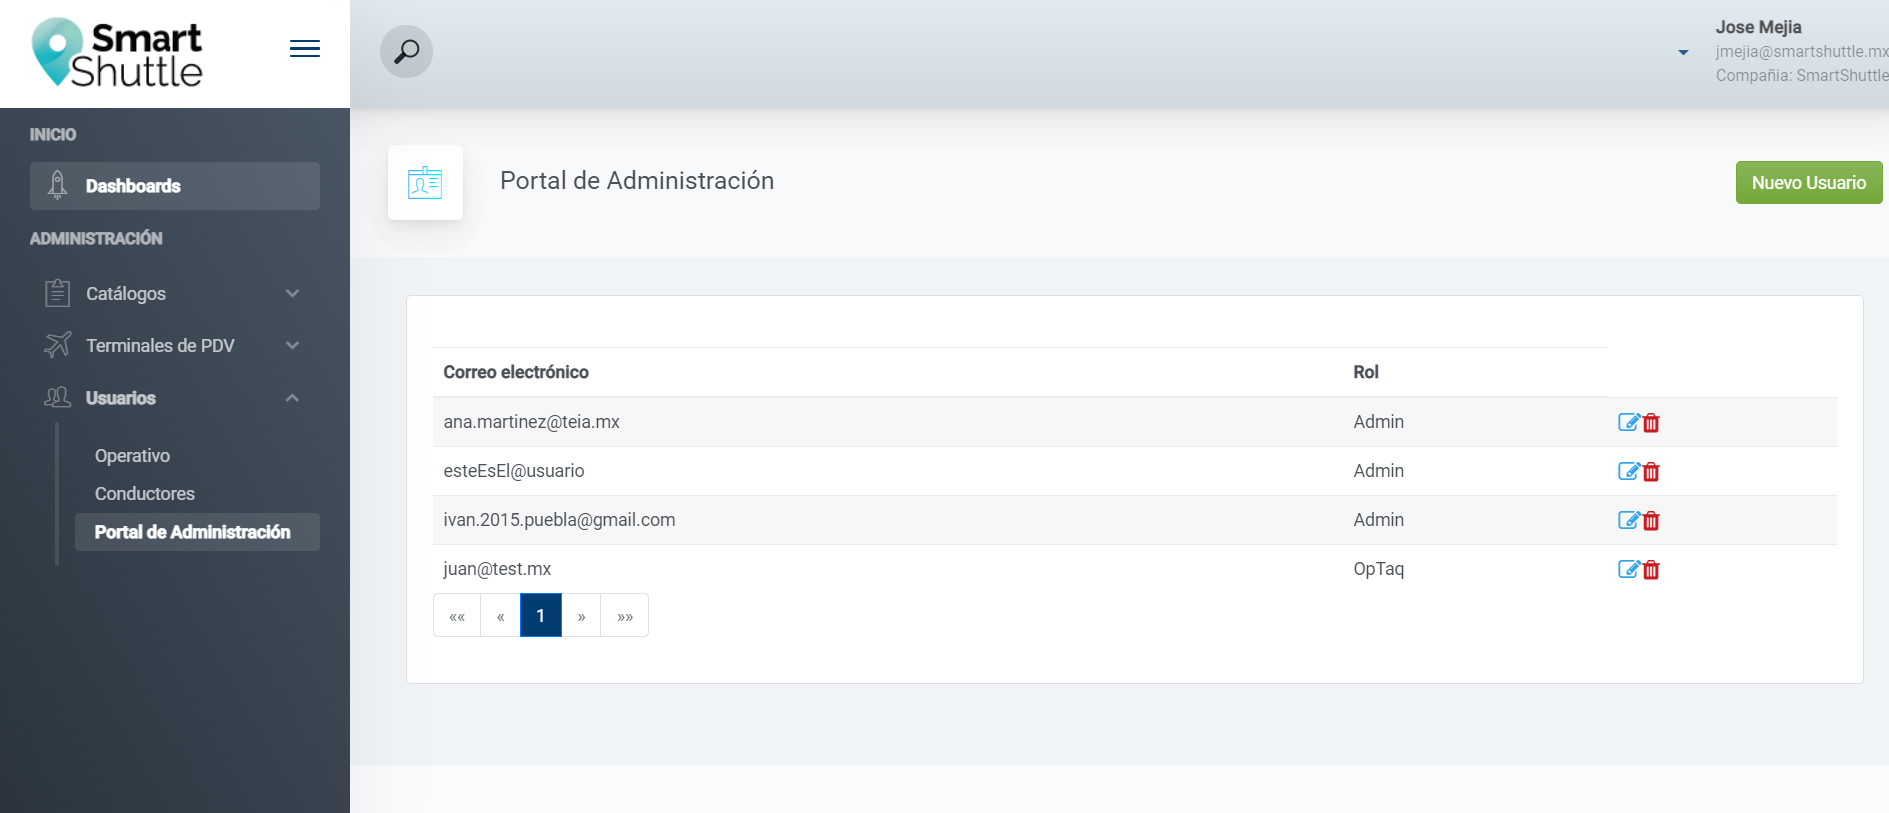 Smart
Shuttle
Jose Mejia
jmejia@smartshuttle.mx
Compañia: SmartShuttle
INICIO
Dashboards
ADMINISTRACIÓN
Catálogos
Terminales de PDV
Usuarios
Operativo
Conductores
Portal de Administración
Portal de Administración
Nuevo Usuario
Correo electrónico Rol
ana.martinez@teia.mx Admin
esteEsEl@usuario Admin
ivan.2015.puebla@gmail.com Admin
juan@test.mx OpTaq
«« « 1 » »»